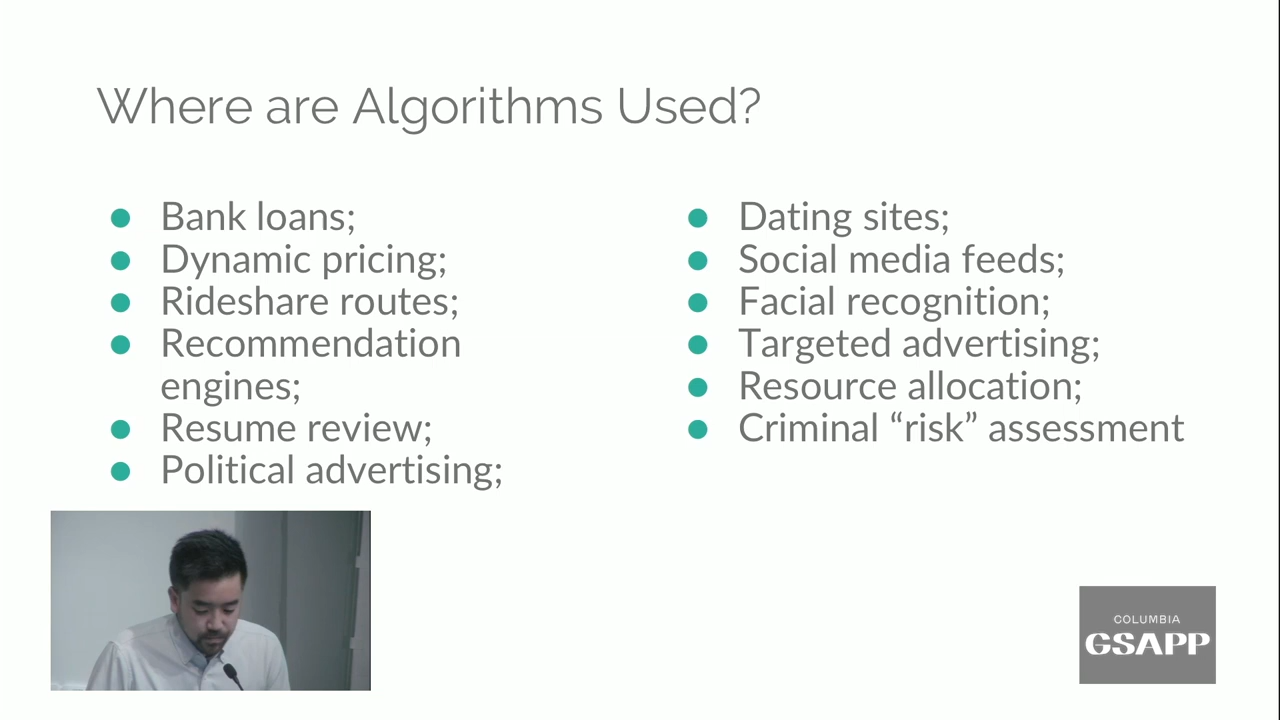 Where are Algorithms Used?
● Bank loans;
● Dynamic pricing;
● Rideshare routes;
● Recommendation
engines;
● Resume review;
● Political advertising;
● Dating sites;
● Social media feeds;
● Facial recognition;
● Targeted advertising;
● Resource allocation;
● Criminal “risk” assessment
COLUMBIA
GSAPP